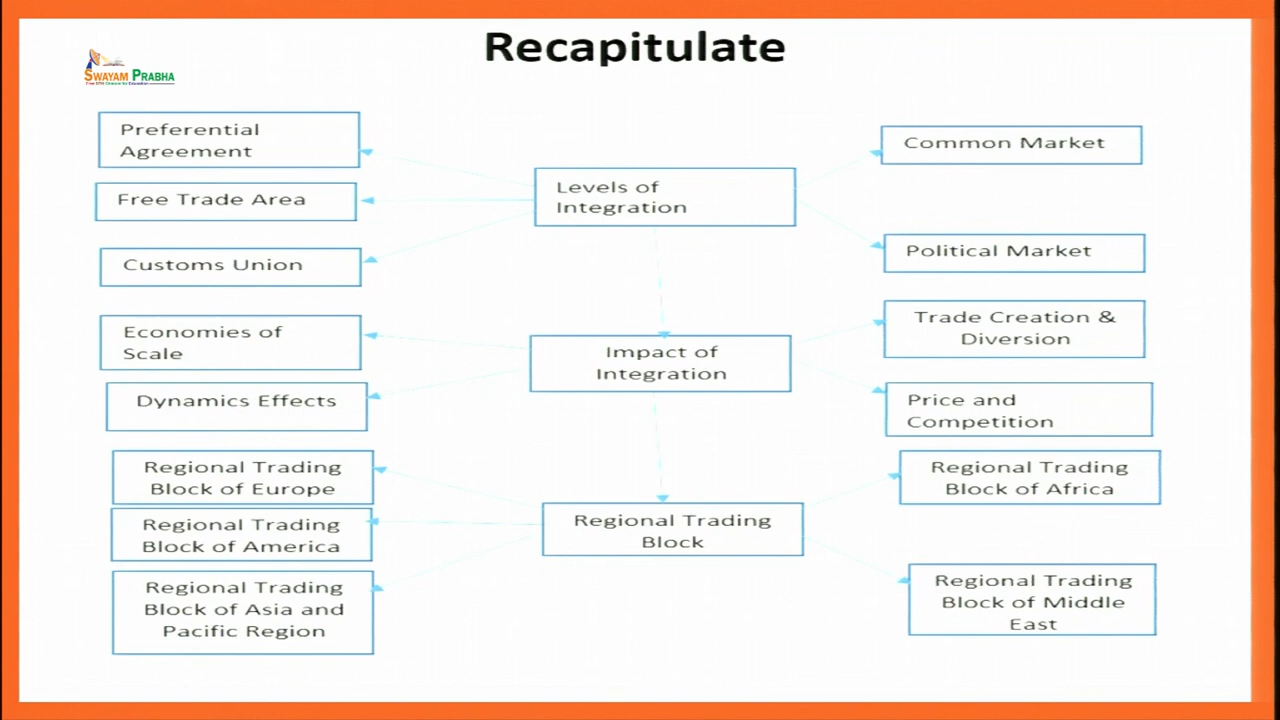 Recapitulate
SWAYAM PRABHA
Preferential
Agreement
Free Trade Area
Customs Union
Levels of
Integration
Common Market
Political Market
Economies of
Scale
Dynamics Effects
Impact of
Integration
Trade Creation &
Diversion
Price and
Competition
Regional Trading
Block of Europe
Regional Trading
Block of America
Regional Trading
Block of Asia and
Pacific Region
Regional Trading
Block
Regional Trading
Block of Africa
Regional Trading
Block of Middle
East